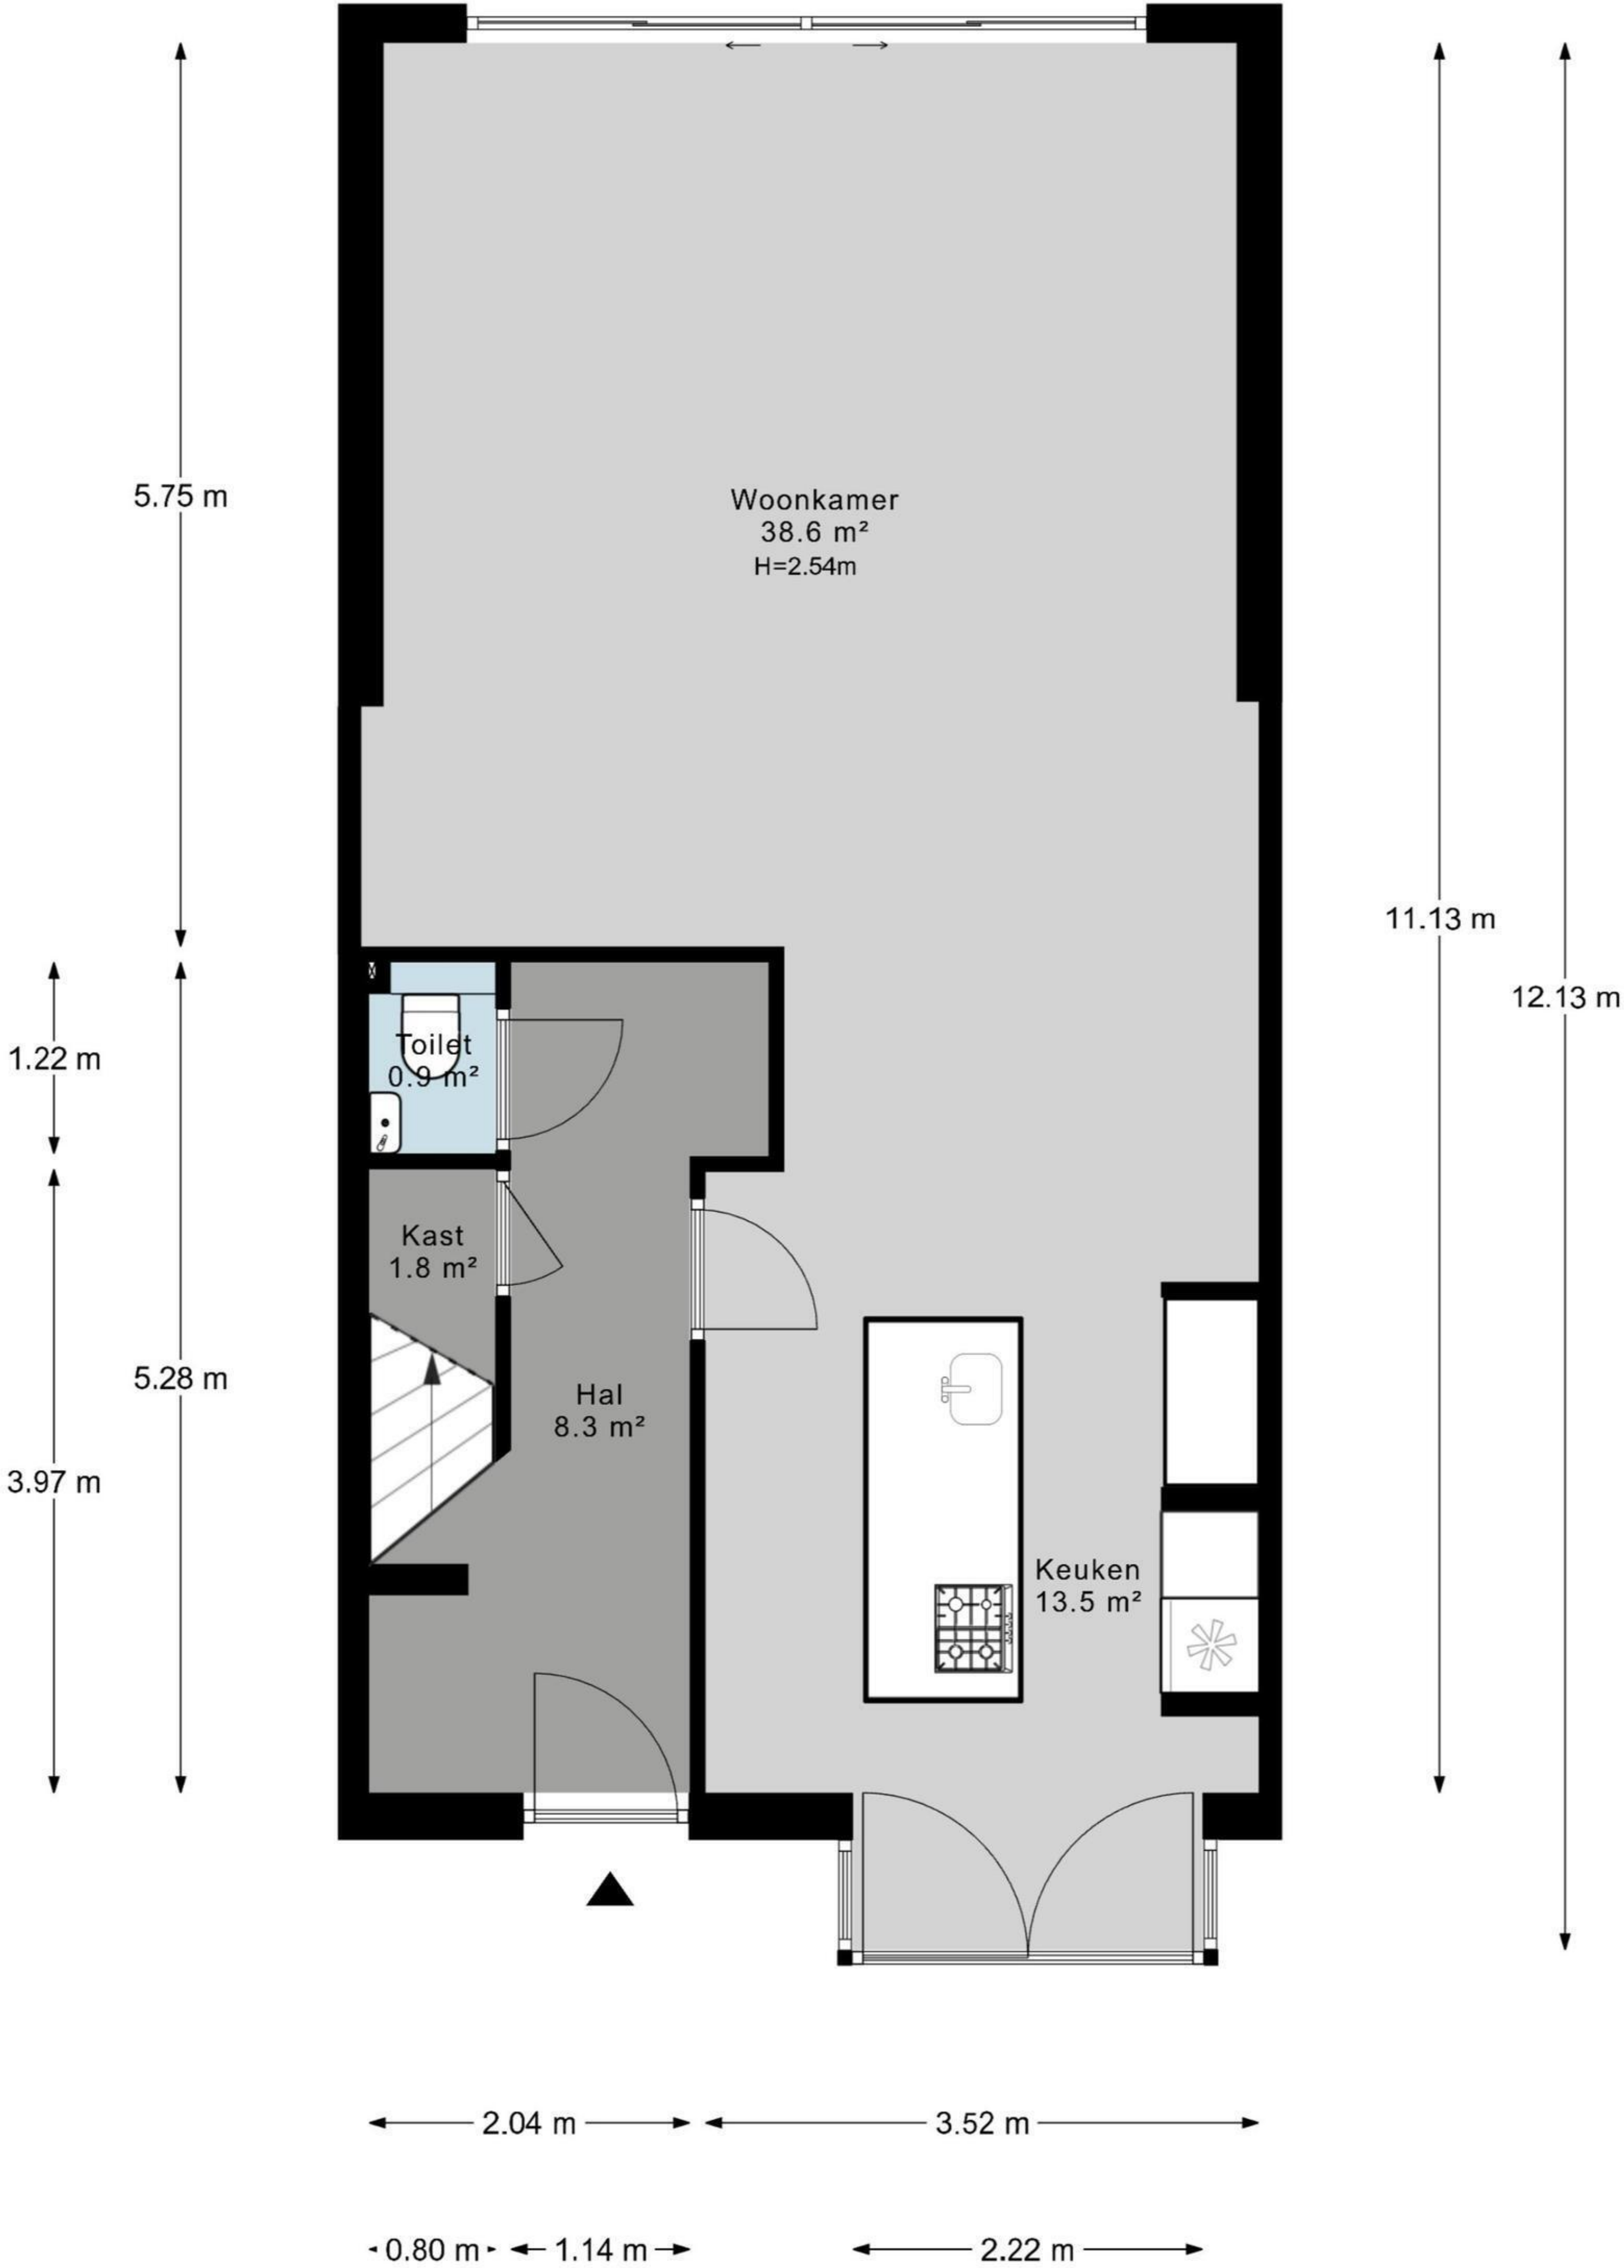 5.75 m
Woonkamer
38.6 m²
H=2.54m
11.13 m
12.13 m
1.22 m
Toilet
0.9 m²
Kast
1.8 m²
5.28 m
Hal
8.3 m²
3.97 m
Keuken
13.5 m²
2.04 m
3.52 m
0.80 m
1.14 m
2.22 m